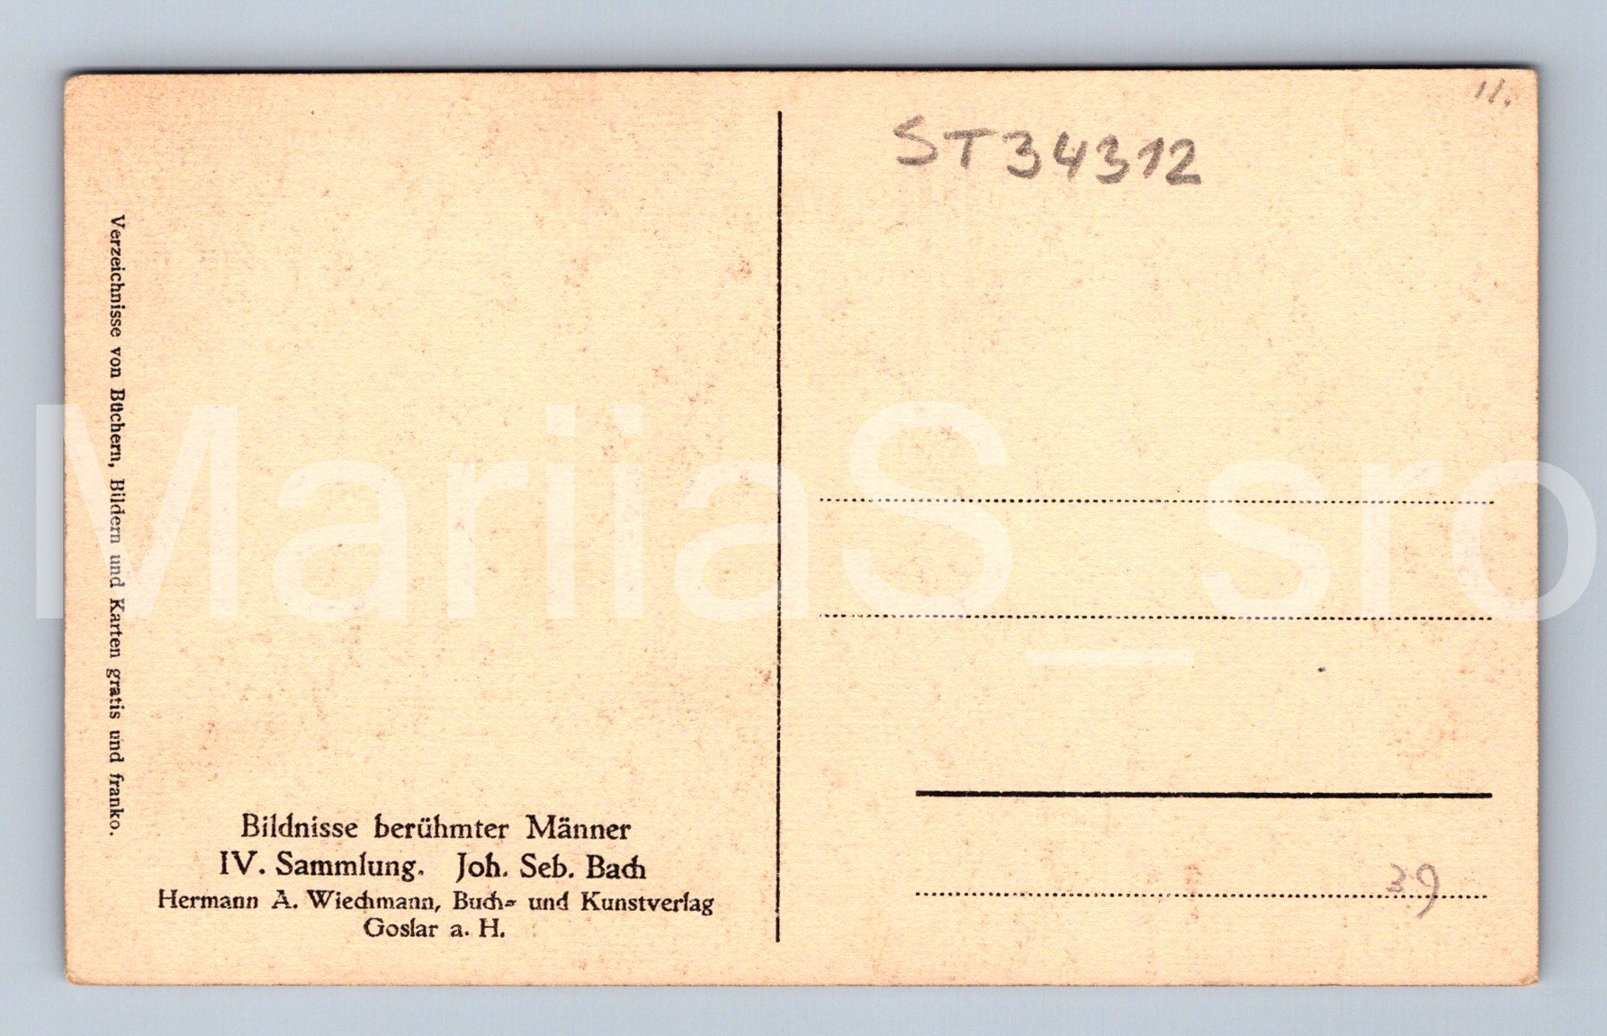 11.
ST34312
Verzeichnisse von Büchern, Bildern und Karten gratis und franko.
MariiaS_sro
Bildnisse berühmter Männer
IV. Sammlung. Joh. Seb. Bach
Hermann A. Wiechmann, Buch- und Kunstverlag
Goslar a. H.
39